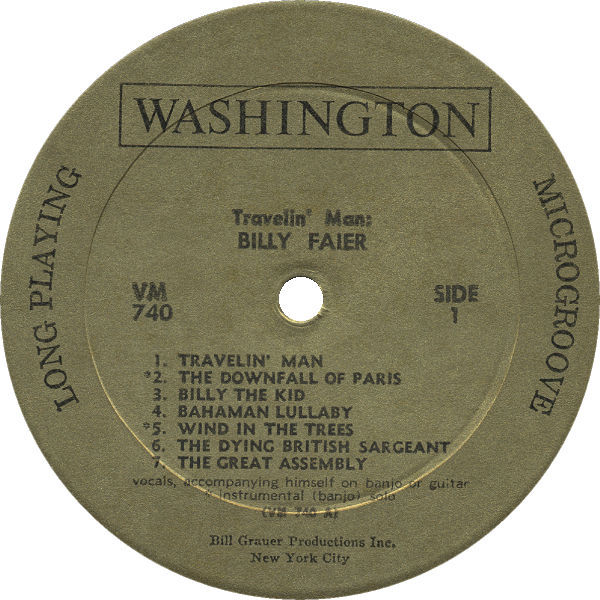 WASHINGTON
LONG PLAYING
MICROGROOVE
Travelin' Man:
BILLY FAIER
VM
740
SIDE
1
1. TRAVELIN' MAN
*2. THE DOWNFALL OF PARIS
3. BILLY THE KID
4. BAHAMAN LULLABY
*5. WIND IN THE TREES
6. THE DYING BRITISH SARGEANT
7. THE GREAT ASSEMBLY
vocals, accompanying himself on banjo or guitar
* instrumental (banjo) solo
(VM 740 A)
Bill Grauer Productions Inc.
New York City